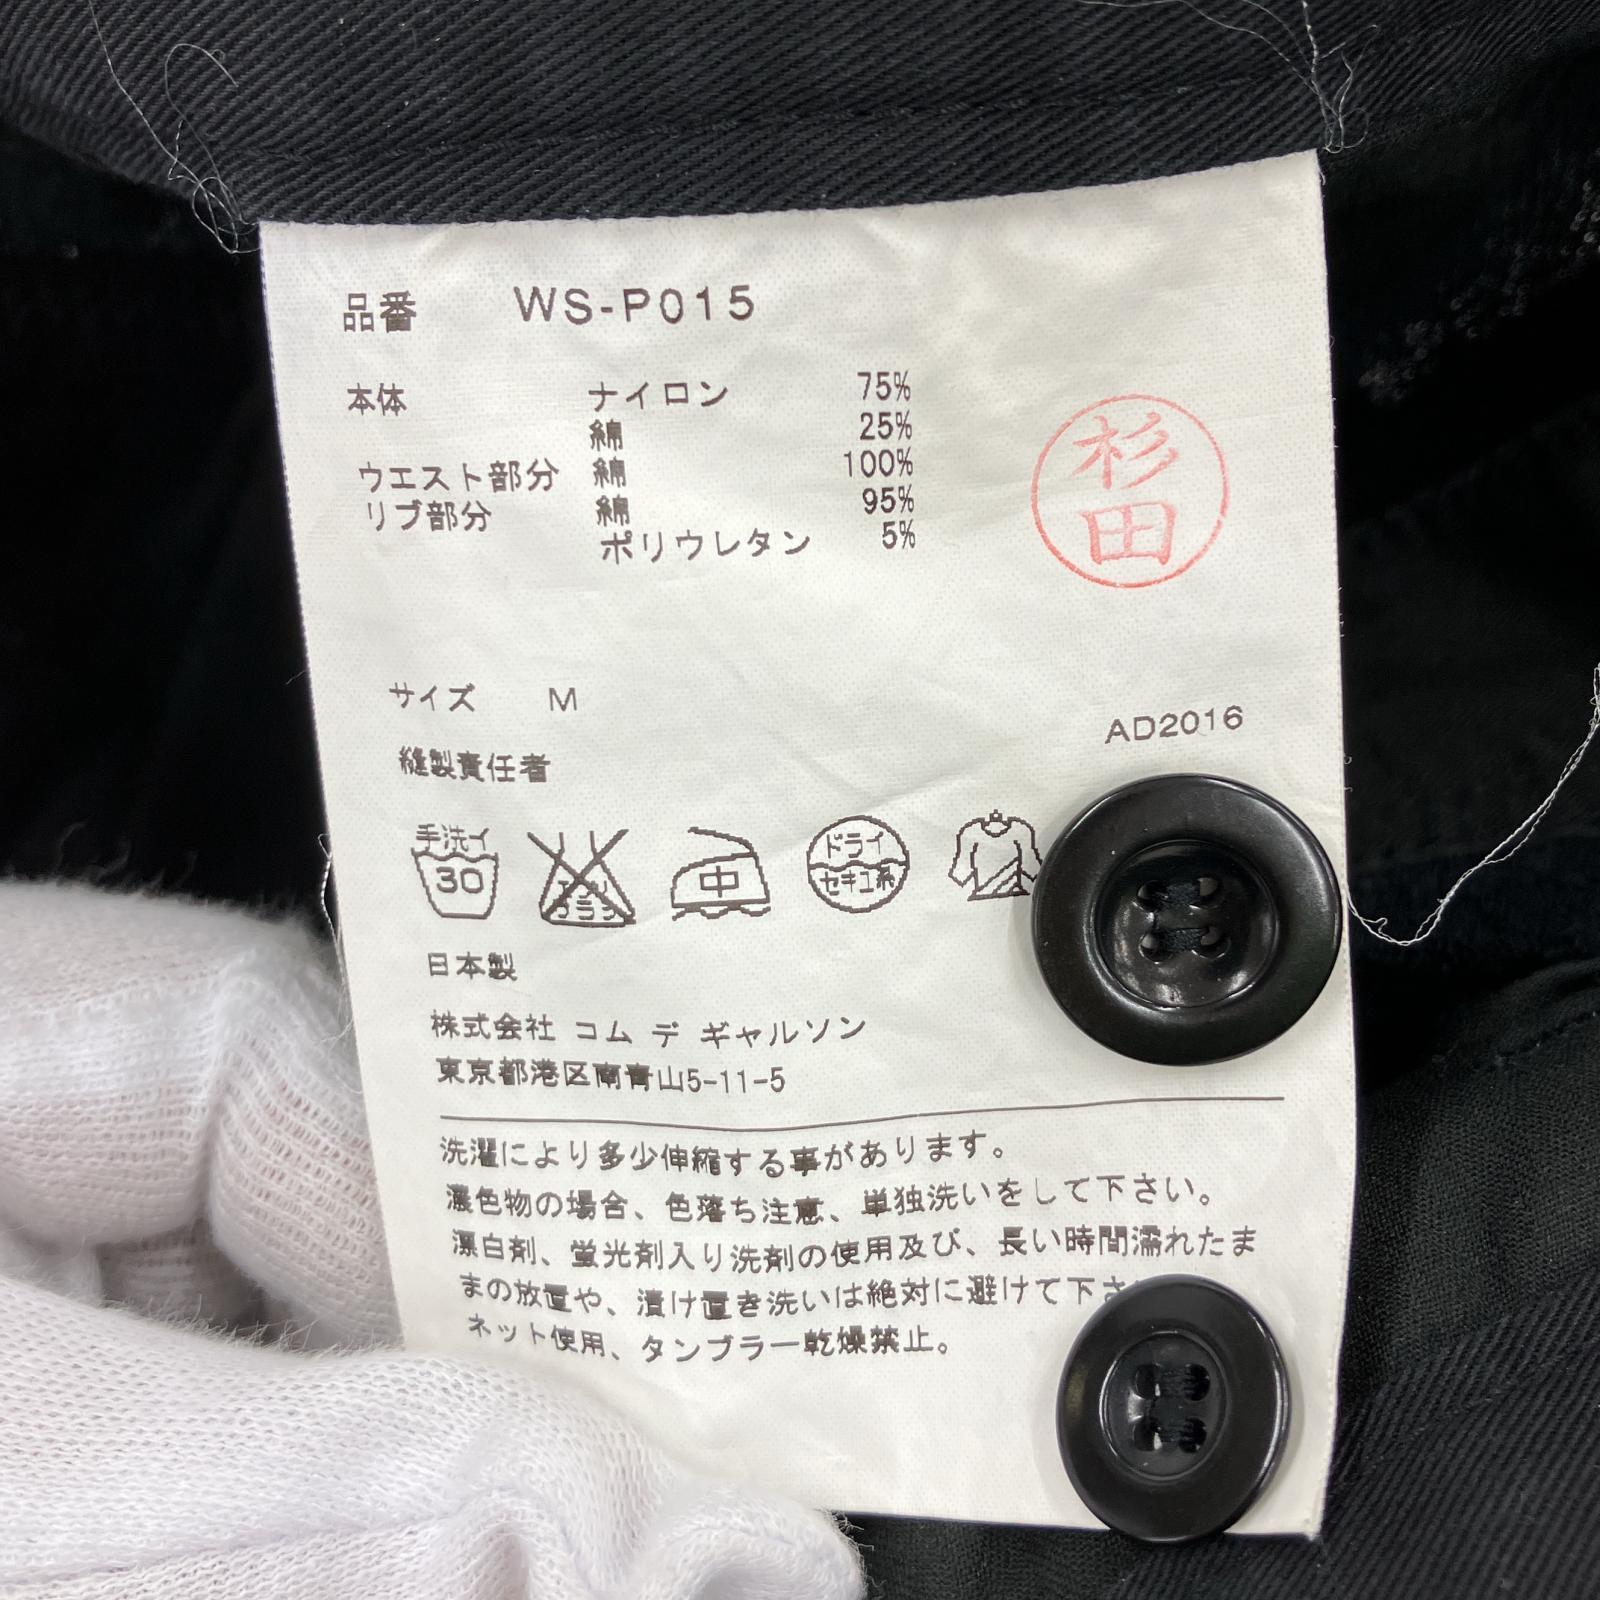 品番 WS-P015
本体 ナイロン 75%
綿 25%
ウエスト部分 綿 100%
リブ部分 綿 95%
ポリウレタン 5%
杉田
サイズ M
AD2016
縫製責任者
手洗イ 30
中
ドライ
セキユ系
日本製
株式会社 コム デ ギャルソン
東京都港区南青山5-11-5
洗濯により多少伸縮する事があります。
濃色物の場合、色落ち注意、単独洗いをして下さい。
漂白剤、蛍光剤入り洗剤の使用及び、長い時間濡れたま
まの放置や、漬け置き洗いは絶対に避けて下さ
ネット使用、タンブラー乾燥禁止。